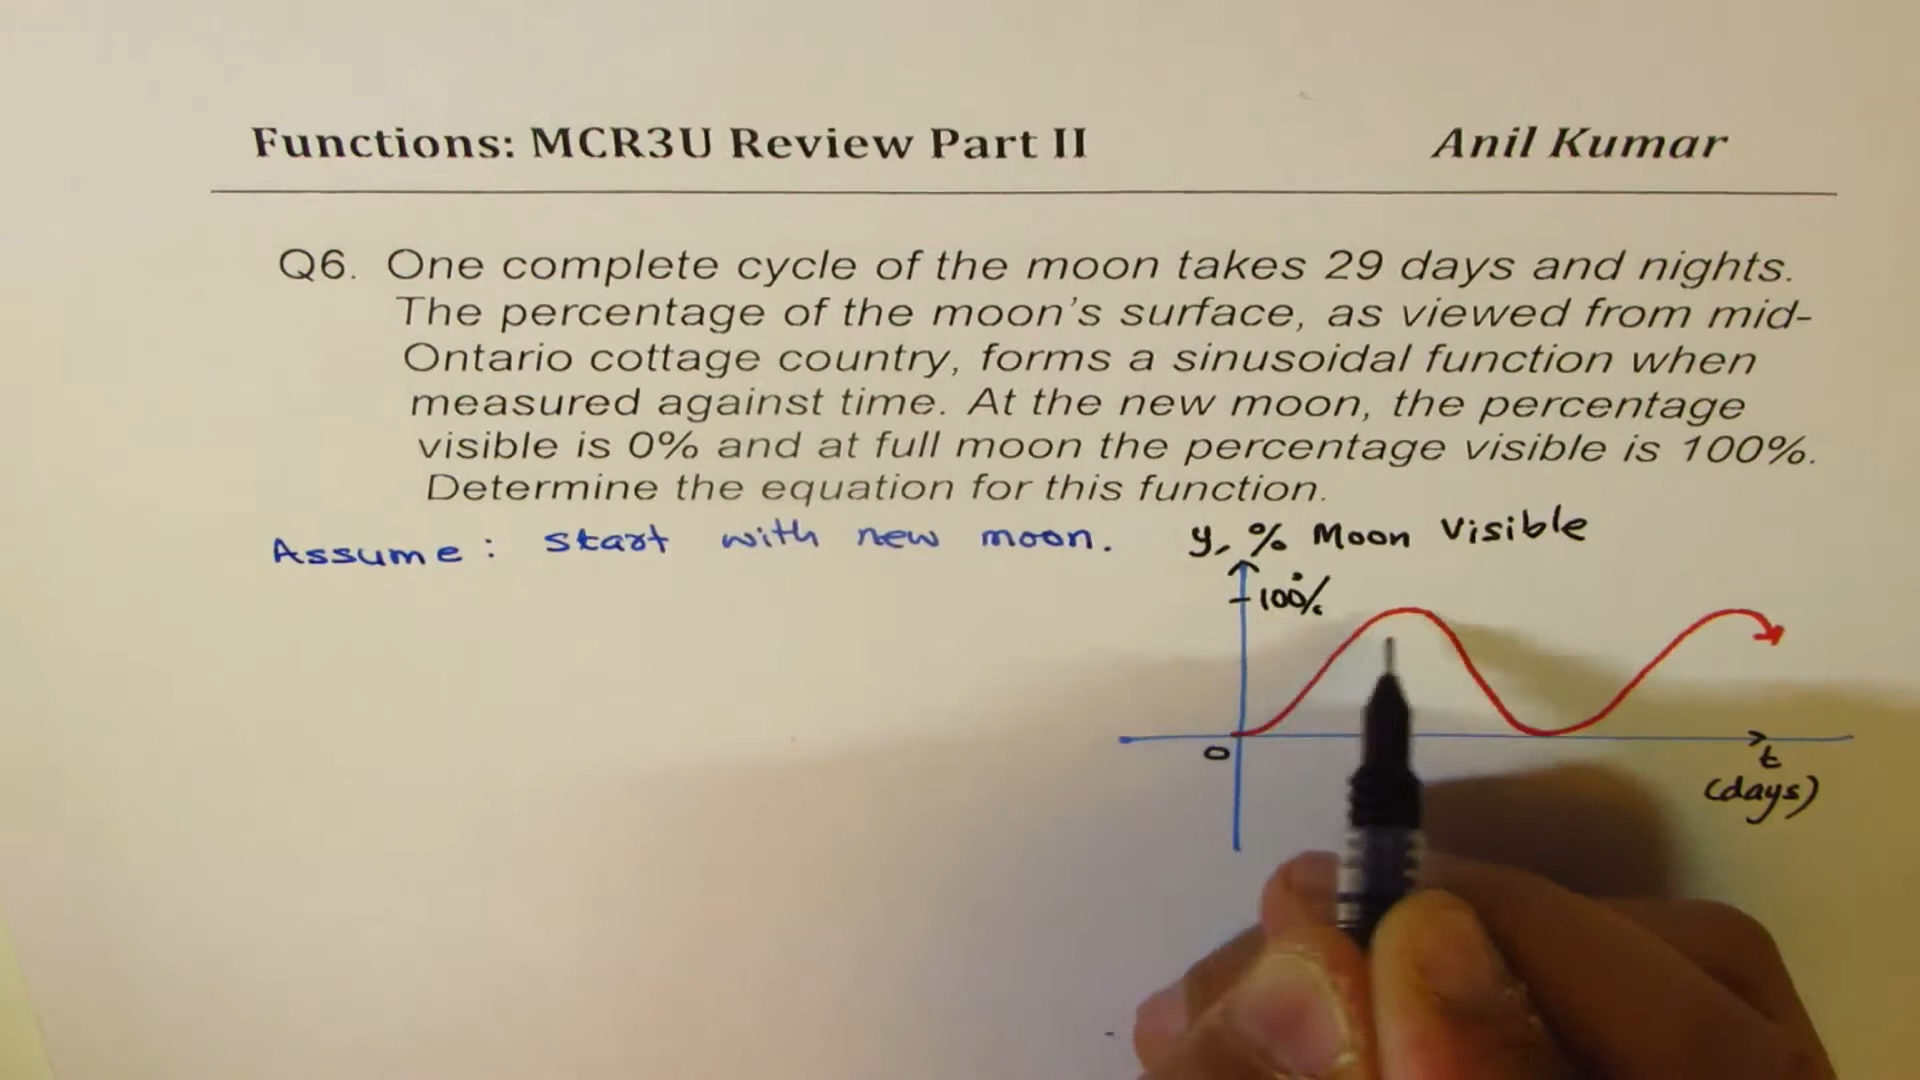 Functions: MCR3U Review Part II Anil Kumar
Q6. One complete cycle of the moon takes 29 days and nights.
The percentage of the moon's surface, as viewed from mid-
Ontario cottage country, forms a sinusoidal function when
measured against time. At the new moon, the percentage
visible is 0% and at full moon the percentage visible is 100%.
Determine the equation for this function.
Assume: start with new moon.
y, % Moon Visible
100%
0
t
(days)